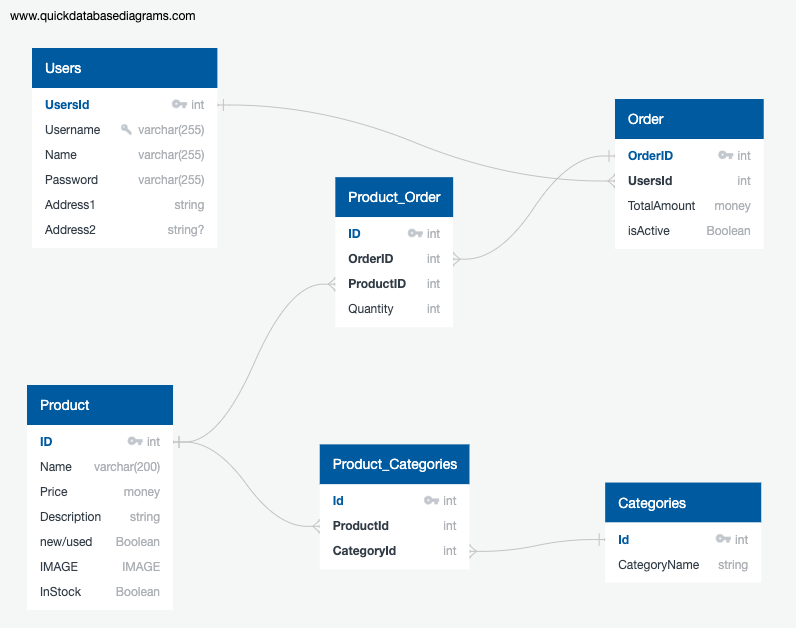 www.quickdatabasediagrams.com
Users
UsersId int
Username varchar(255)
Name varchar(255)
Password varchar(255)
Address1 string
Address2 string?
Order
OrderID int
UsersId int
TotalAmount money
isActive Boolean
Product_Order
ID int
OrderID int
ProductID int
Quantity int
Product
ID int
Name varchar(200)
Price money
Description string
new/used Boolean
IMAGE IMAGE
InStock Boolean
Product_Categories
Id int
ProductId int
CategoryId int
Categories
Id int
CategoryName string